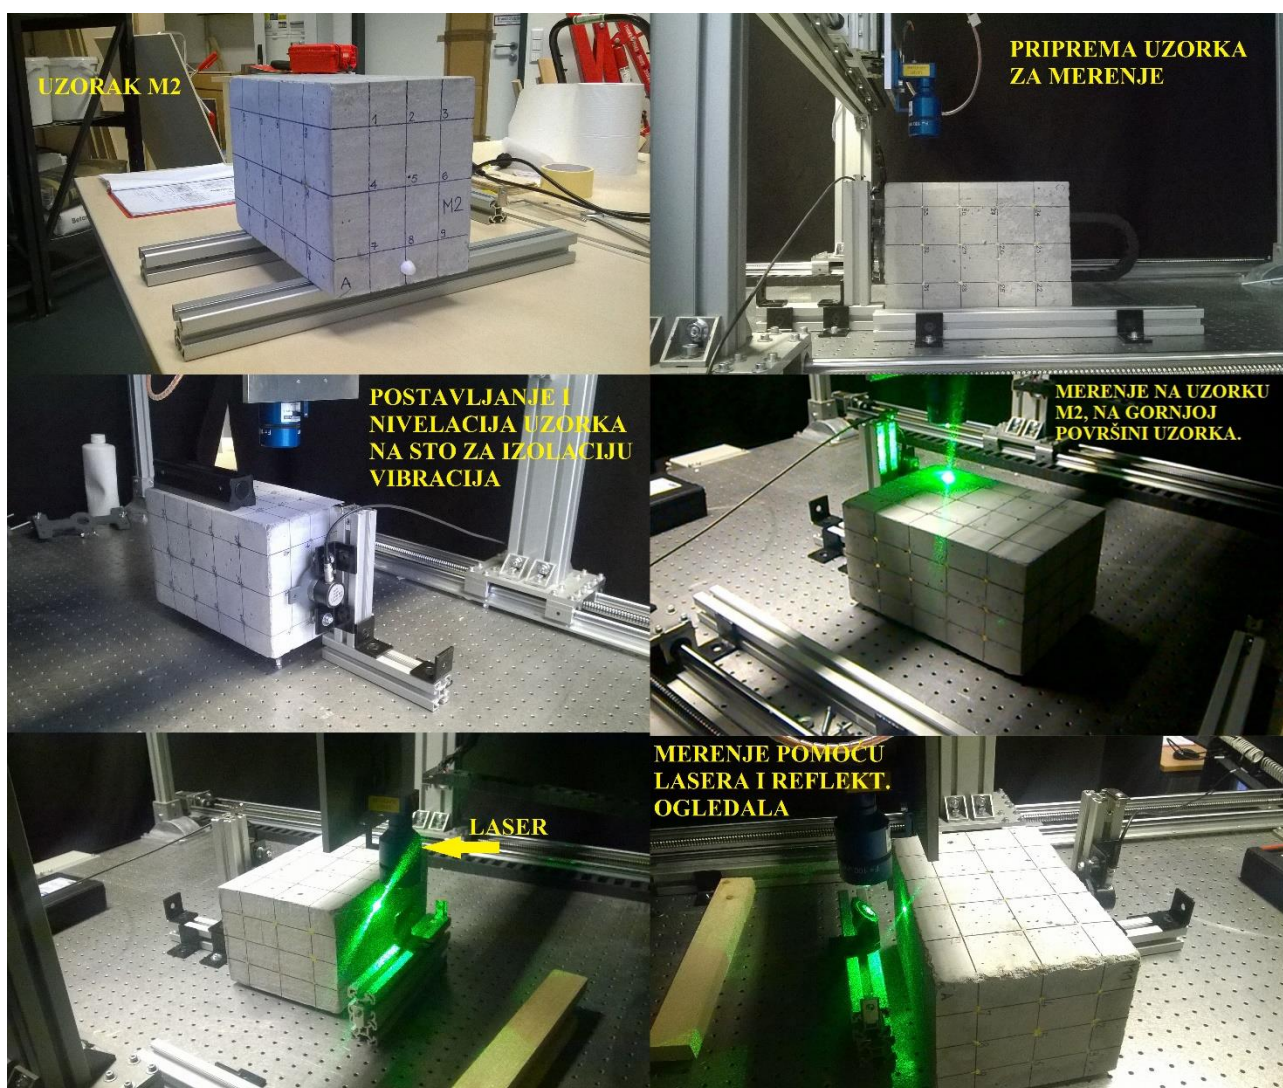 UZORAK M2
1 2 3
4 5 6
M2
7 8 9
A
PRIPREMA UZORKA
ZA MERENJE
POSTAVLJANJE I
NIVELACIJA UZORKA
NA STO ZA IZOLACIJU
VIBRACIJA
MERENJE NA UZORKU
M2, NA GORNJOJ
POVRŠINI UZORKA.
LASER
MERENJE POMOĆU
LASERA I REFLEKT.
OGLEDALA